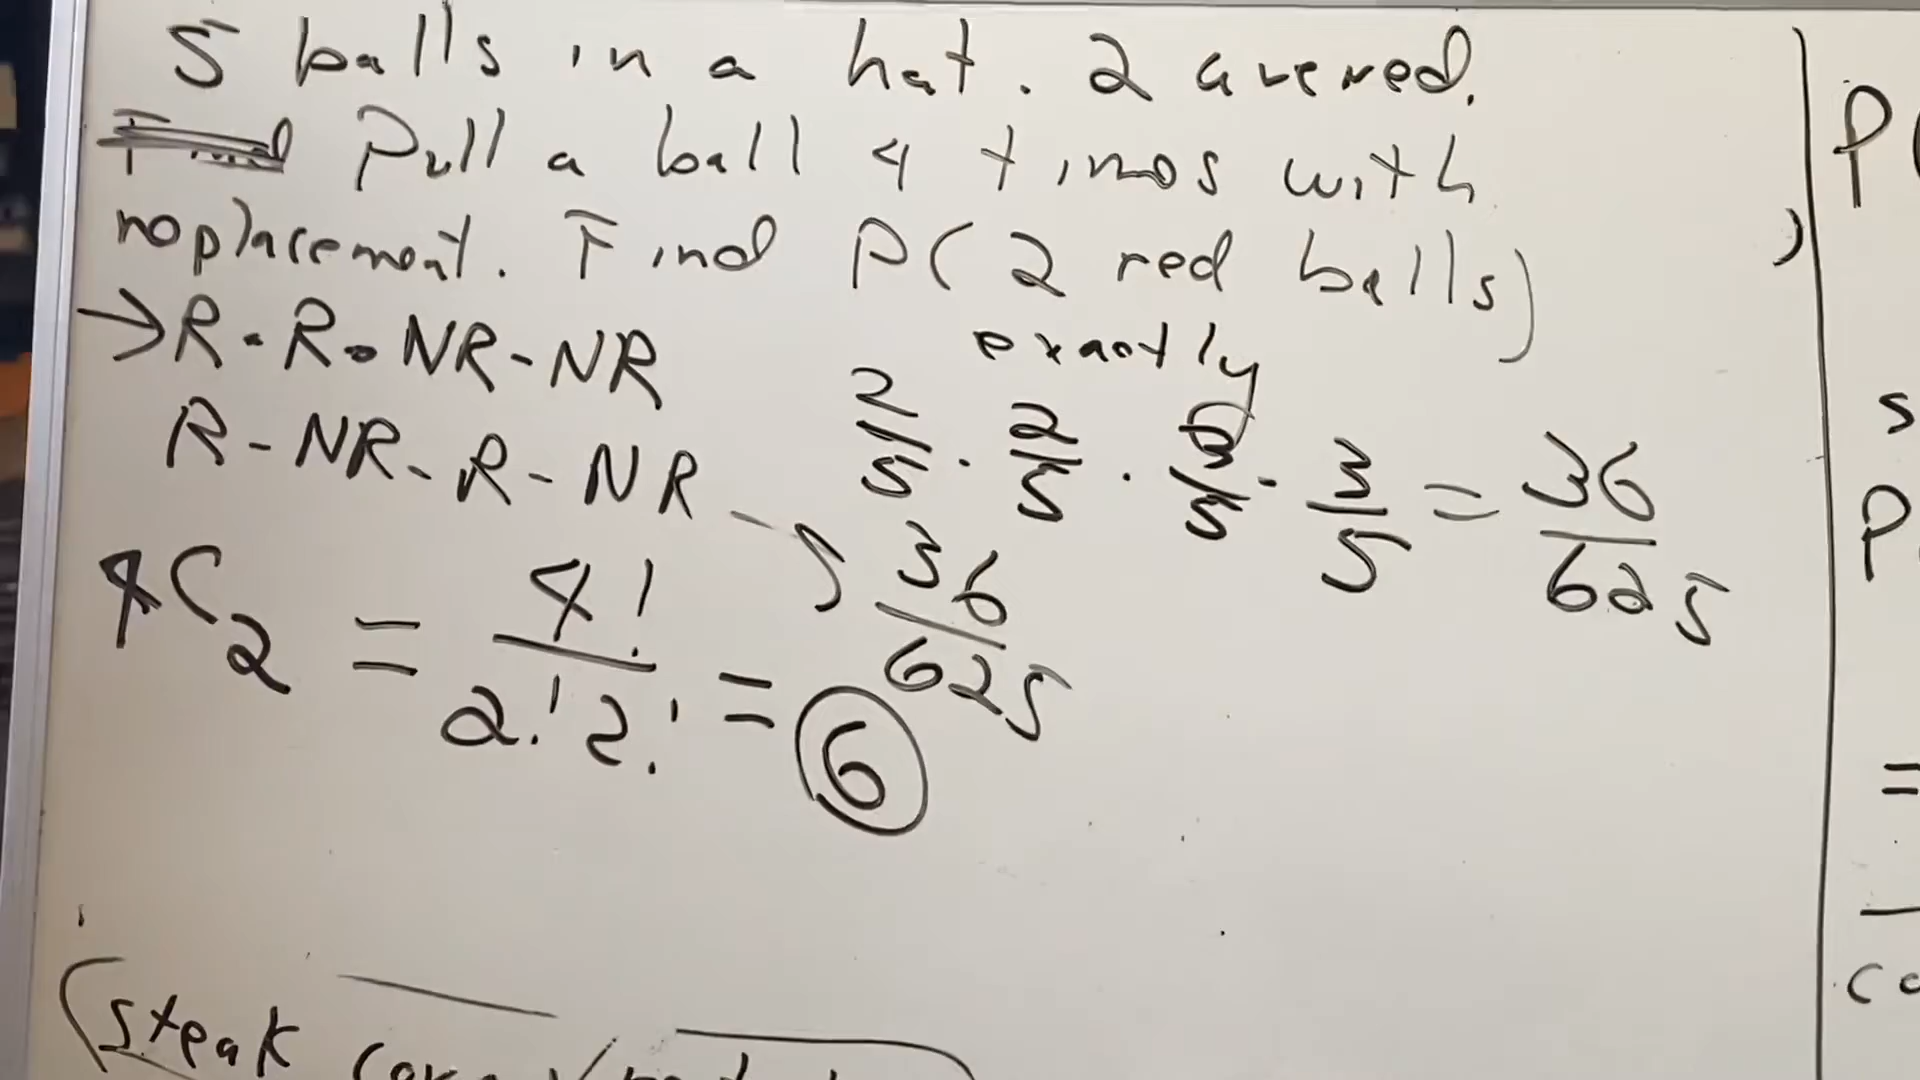 5 balls in a hat. 2 are red.
Pull a ball 4 times with
replacement. Find P(2 red balls)
exactly
→ R · R · NR - NR
R - NR - R - NR
2/5 · 2/5 · 3/5 · 3/5 = 36/625
36/625
4C2 = 4!/2!2! = 6
(steak
P(
s
P
=
co